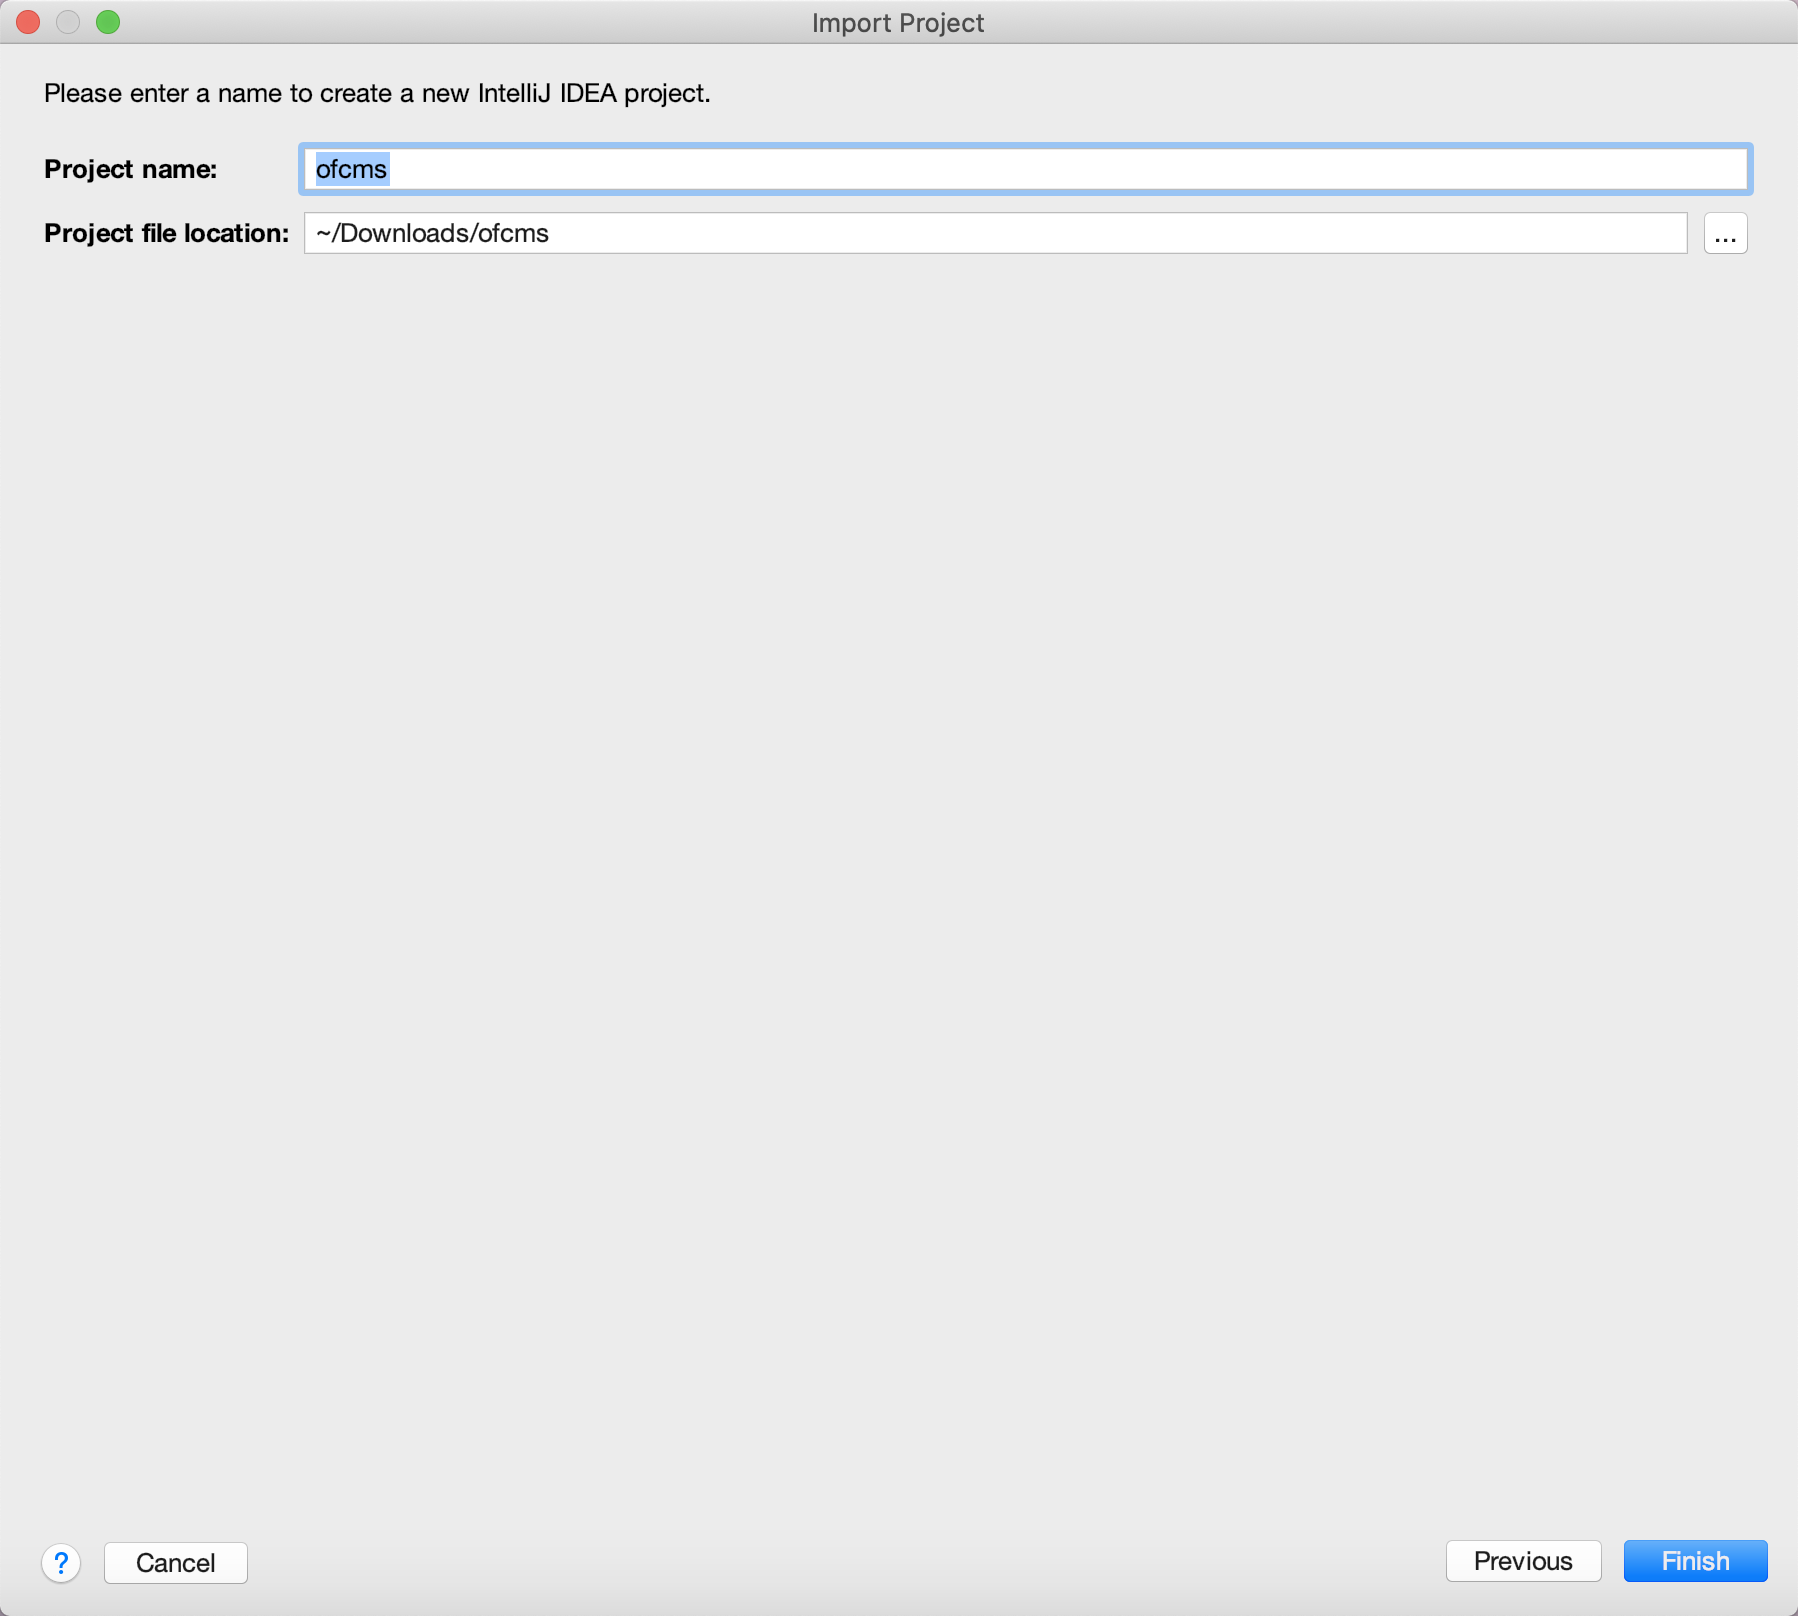 Import Project
Please enter a name to create a new IntelliJ IDEA project.
Project name: ofcms
Project file location: ~/Downloads/ofcms ...
? Cancel Previous Finish